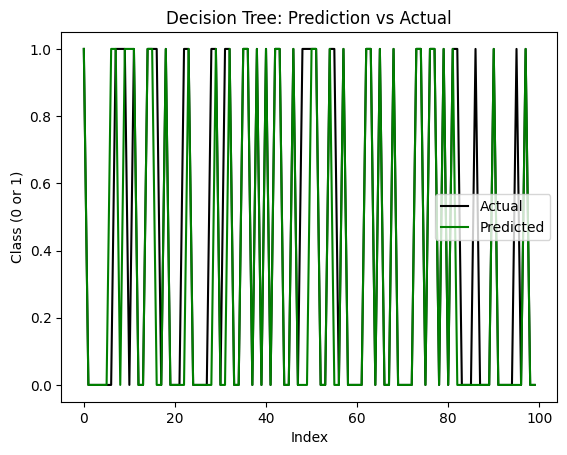 Decision Tree: Prediction vs Actual
Class (0 or 1)
1.0
0.8
0.6
0.4
0.2
0.0
Actual
Predicted
0 20 40 60 80 100
Index